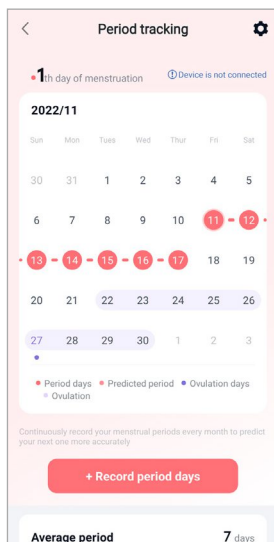 Period tracking
1th day of menstruation
Device is not connected
2022/11
Sun Mon Tues Wed Thur Fri Sat
30 31 1 2 3 4 5
6 7 8 9 10 11 12
13 14 15 16 17 18 19
20 21 22 23 24 25 26
27 28 29 30 1 2 3
Period days Predicted period Ovulation days
Ovulation
Continuously record your menstrual periods every month to predict
your next one more accurately
+ Record period days
Average period 7 days